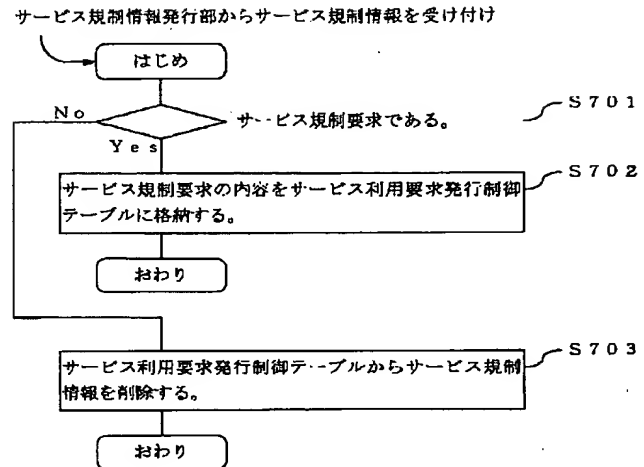 サービス規制情報発行部からサービス規制情報を受け付け
はじめ
No
サービス規制要求である。
S701
Yes
S702
サービス規制要求の内容をサービス利用要求発行制御
テーブルに格納する。
おわり
S703
サービス利用要求発行制御テーブルからサービス規制
情報を削除する。
おわり